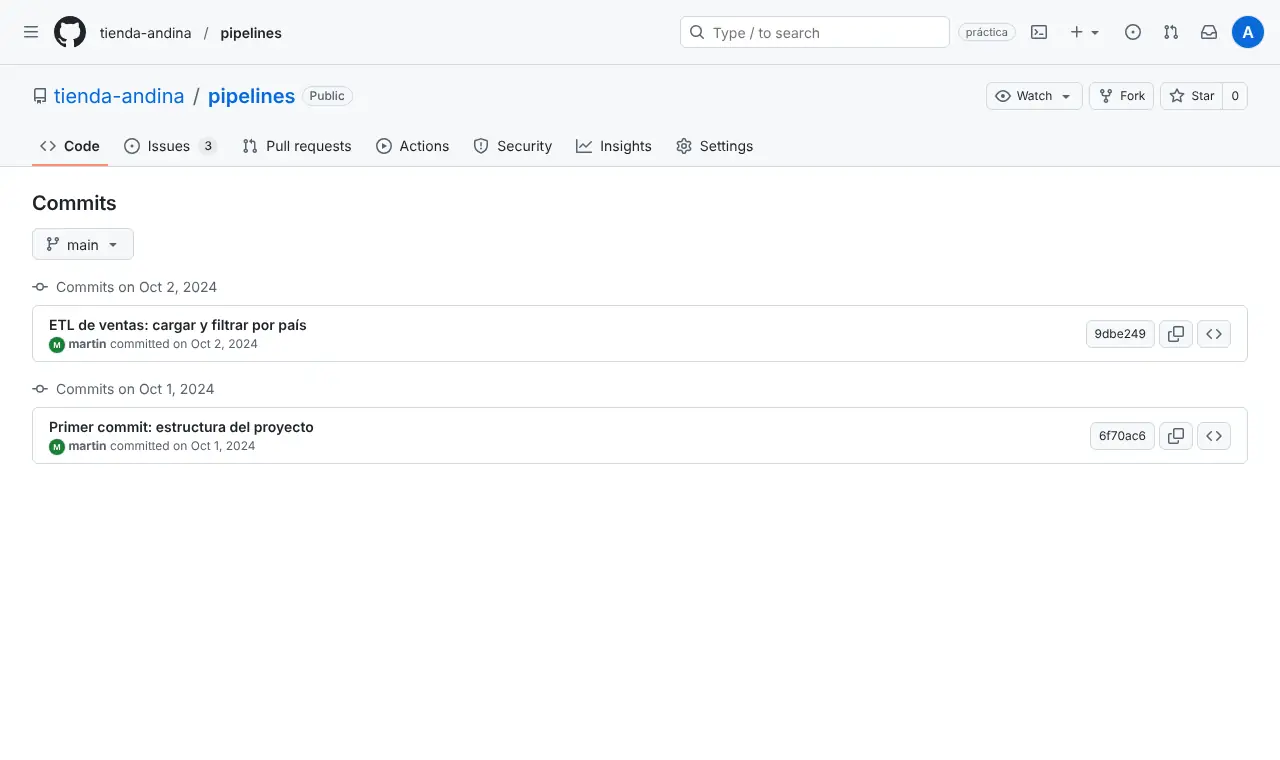 tienda-andina / pipelines
Type / to search
práctica
A
tienda-andina / pipelines
Public
Watch
Fork
Star
0
Code
Issues 3
Pull requests
Actions
Security
Insights
Settings
Commits
main
Commits on Oct 2, 2024
ETL de ventas: cargar y filtrar por país
M martin committed on Oct 2, 2024
9dbe249
Commits on Oct 1, 2024
Primer commit: estructura del proyecto
M martin committed on Oct 1, 2024
6f70ac6